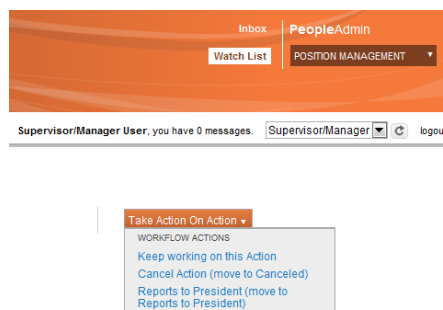 Inbox PeopleAdmin
Watch List POSITION MANAGEMENT
Supervisor/Manager User, you have 0 messages. Supervisor/Manager logou
Take Action On Action
WORKFLOW ACTIONS
Keep working on this Action
Cancel Action (move to Canceled)
Reports to President (move to
Reports to President)